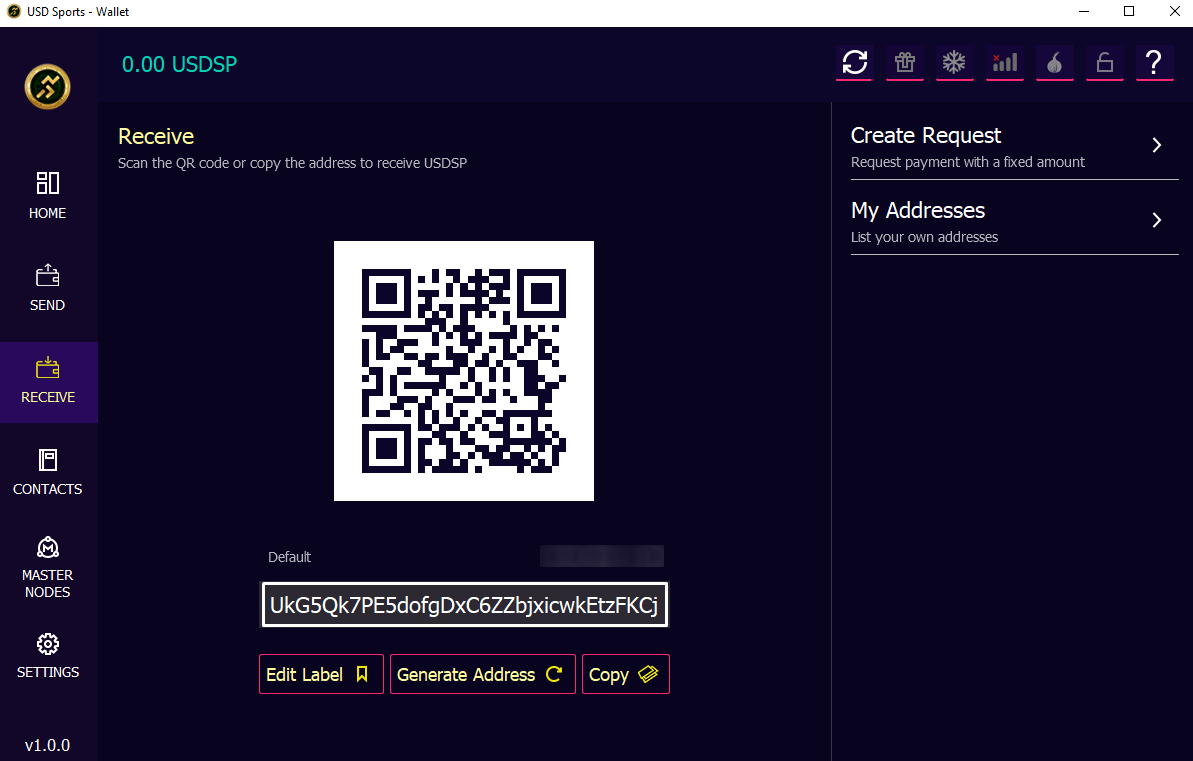 USD Sports - Wallet
0.00 USDSP
?
HOME
SEND
RECEIVE
CONTACTS
MASTER
NODES
SETTINGS
v1.0.0
Receive
Scan the QR code or copy the address to receive USDSP
Default
UkG5Qk7PE5dofgDxC6ZZbjxicwkEtzFKCj
Edit Label
Generate Address
Copy
Create Request
Request payment with a fixed amount
My Addresses
List your own addresses